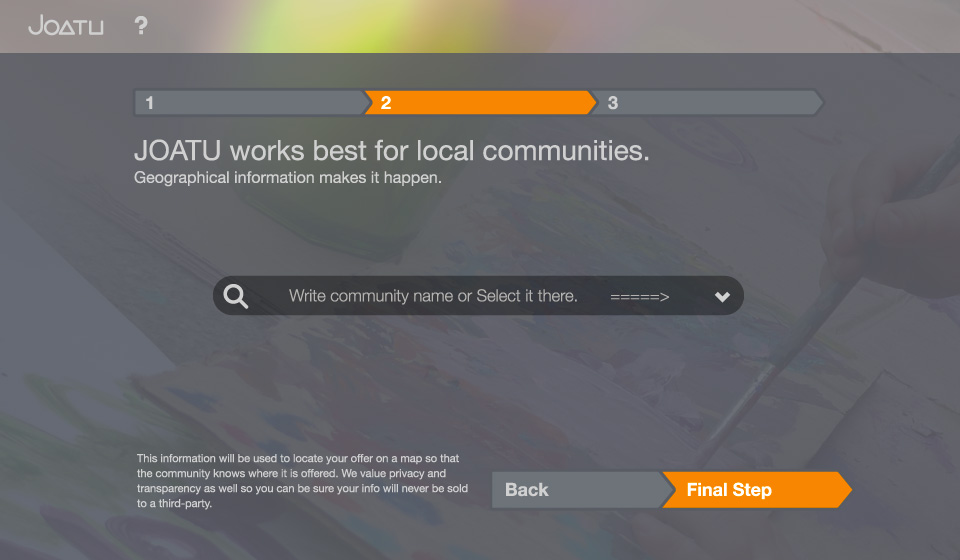 JOATU ?
1 2 3
JOATU works best for local communities.
Geographical information makes it happen.
Write community name or Select it there. =====>
This information will be used to locate your offer on a map so that
the community knows where it is offered. We value privacy and
transparency as well so you can be sure your info will never be sold
to a third-party.
Back Final Step